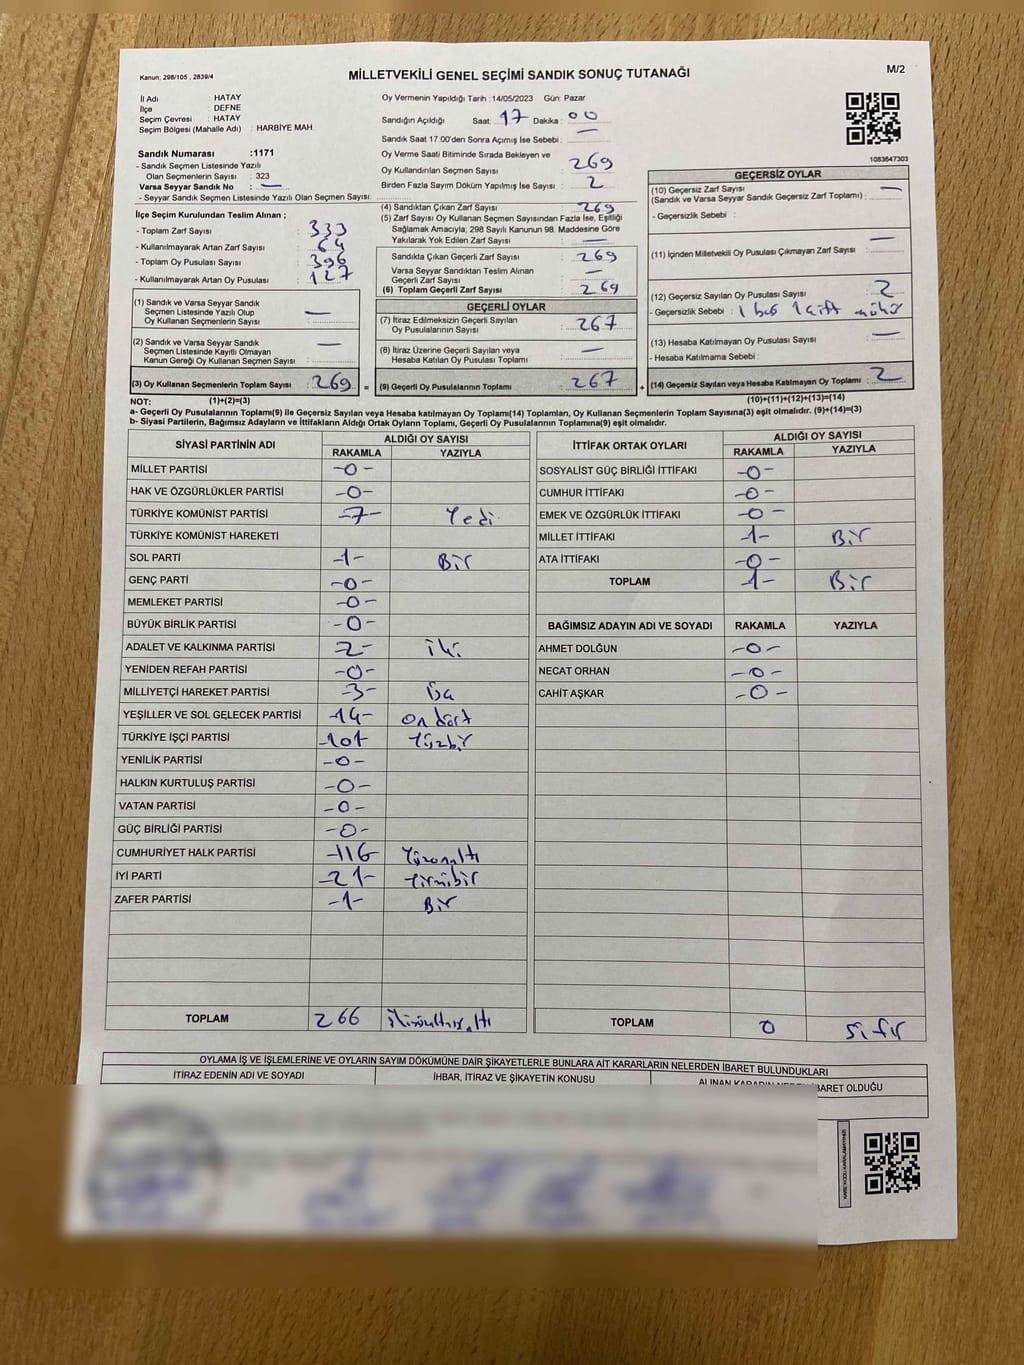 Kanun: 298/105 , 2839/4
MİLLETVEKİLİ GENEL SEÇİMİ SANDIK SONUÇ TUTANAĞI
M/2
İl Adı : HATAY
İlçe : DEFNE
Seçim Çevresi : HATAY
Seçim Bölgesi (Mahalle Adı) : HARBİYE MAH
Sandık Numarası :1171
- Sandık Seçmen Listesinde Yazılı
Olan Seçmenlerin Sayısı : 323
Varsa Seyyar Sandık No : —
- Seyyar Sandık Seçmen Listesinde Yazılı Olan Seçmen Sayısı:
İlçe Seçim Kurulundan Teslim Alınan ;
- Toplam Zarf Sayısı : 333
- Kullanılmayarak Artan Zarf Sayısı : 64
- Toplam Oy Pusulası Sayısı : 396
- Kullanılmayarak Artan Oy Pusulası : 127
(1) Sandık ve Varsa Seyyar Sandık
Seçmen Listesinde Yazılı Olup
Oy Kullanan Seçmenlerin Sayısı : —
(2) Sandık ve Varsa Seyyar Sandık
Seçmen Listesinde Kayıtlı Olmayan
Kanun Gereği Oy Kullanan Seçmen Sayısı : —
(3) Oy Kullanan Seçmenlerin Toplam Sayısı : 269 =
Oy Vermenin Yapıldığı Tarih :14/05/2023 Gün: Pazar
Sandığın Açıldığı Saat: 17 Dakika : 00
Sandık Saat 17:00'den Sonra Açımış İse Sebebi : —
Oy Verme Saati Bitiminde Sırada Bekleyen ve
Oy Kullandırılan Seçmen Sayısı : 269
Birden Fazla Sayım Döküm Yapılmış İse Sayısı : 2
(4) Sandıktan Çıkan Zarf Sayısı : 269
(5) Zarf Sayısı Oy Kullanan Seçmen Sayısından Fazla İse, Eşitliği
Sağlamak Amacıyla; 298 Sayılı Kanunun 98. Maddesine Göre
Yakılarak Yok Edilen Zarf Sayısı : —
Sandıkta Çıkan Geçerli Zarf Sayısı : 269
Varsa Seyyar Sandıktan Teslim Alınan
Geçerli Zarf Sayısı : —
(6) Toplam Geçerli Zarf Sayısı : 269
GEÇERLİ OYLAR
(7) İtiraz Edilmeksizin Geçerli Sayılan
Oy Pusulalarının Sayısı : 267
(8) İtiraz Üzerine Geçerli Sayılan veya
Hesaba Katılan Oy Pusulası Toplamı : —
(9) Geçerli Oy Pusulalarının Toplamı : 267 +
1083647303
GEÇERSİZ OYLAR
(10) Geçersiz Zarf Sayısı : —
(Sandık ve Varsa Seyyar Sandık Geçersiz Zarf Toplamı) :
- Geçersizlik Sebebi :
(11) İçinden Milletvekili Oy Pusulası Çıkmayan Zarf Sayısı : —
(12) Geçersiz Sayılan Oy Pusulası Sayısı : 2
- Geçersizlik Sebebi : 1 boş 1 çift mühür
(13) Hesaba Katılmayan Oy Pusulası Sayısı : —
- Hesaba Katılmama Sebebi :
(14) Geçersiz Sayılan veya Hesaba Katılmayan Oy Toplamı : 2
NOT: (1)+(2)=(3) (10)+(11)+(12)+(13)=(14)
a- Geçerli Oy Pusulalarının Toplamı(9) ile Geçersiz Sayılan veya Hesaba katılmayan Oy Toplamı(14) Toplamları, Oy Kullanan Seçmenlerin Toplam Sayısına(3) eşit olmalıdır. (9)+(14)=(3)
b- Siyasi Partilerin, Bağımsız Adayların ve İttifakların Aldığı Ortak Oyların Toplamı, Geçerli Oy Pusulalarının Toplamına(9) eşit olmalıdır.
SİYASİ PARTİNİN ADI ALDIĞI OY SAYISI
RAKAMLA YAZIYLA
MİLLET PARTİSİ -0-
HAK VE ÖZGÜRLÜKLER PARTİSİ -0-
TÜRKİYE KOMÜNİST PARTİSİ -7- Yedi
TÜRKİYE KOMÜNİST HAREKETİ
SOL PARTİ -1- Bir
GENÇ PARTİ -0-
MEMLEKET PARTİSİ -0-
BÜYÜK BİRLİK PARTİSİ -0-
ADALET VE KALKINMA PARTİSİ 2- iki
YENİDEN REFAH PARTİSİ -0-
MİLLİYETÇİ HAREKET PARTİSİ -3- Üç
YEŞİLLER VE SOL GELECEK PARTİSİ -14- on dört
TÜRKİYE İŞÇİ PARTİSİ -101 Yüzbir
YENİLİK PARTİSİ -0-
HALKIN KURTULUŞ PARTİSİ -0-
VATAN PARTİSİ -0-
GÜÇ BİRLİĞİ PARTİSİ -0-
CUMHURİYET HALK PARTİSİ -116 Yüzonaltı
İYİ PARTİ -21- Yirmibir
ZAFER PARTİSİ -1- Bir
TOPLAM 266 ikiyüzaltmışaltı
İTTİFAK ORTAK OYLARI ALDIĞI OY SAYISI
RAKAMLA YAZIYLA
SOSYALİST GÜÇ BİRLİĞİ İTTİFAKI -0-
CUMHUR İTTİFAKI -0-
EMEK VE ÖZGÜRLÜK İTTİFAKI -0-
MİLLET İTTİFAKI -1- Bir
ATA İTTİFAKI -0-
TOPLAM 1- Bir
BAĞIMSIZ ADAYIN ADI VE SOYADI RAKAMLA YAZIYLA
AHMET DOLĞUN -0-
NECAT ORHAN -0-
CAHİT AŞKAR -0-
TOPLAM 0 Sıfır
OYLAMA İŞ VE İŞLEMLERİNE VE OYLARIN SAYIM DÖKÜMÜNE DAİR ŞİKAYETLERLE BUNLARA AİT KARARLARIN NELERDEN İBARET BULUNDUKLARI
İTİRAZ EDENİN ADI VE SOYADI İHBAR, İTİRAZ VE ŞİKAYETİN KONUSU ALINAN KARARIN NEDEN İBARET OLDUĞU